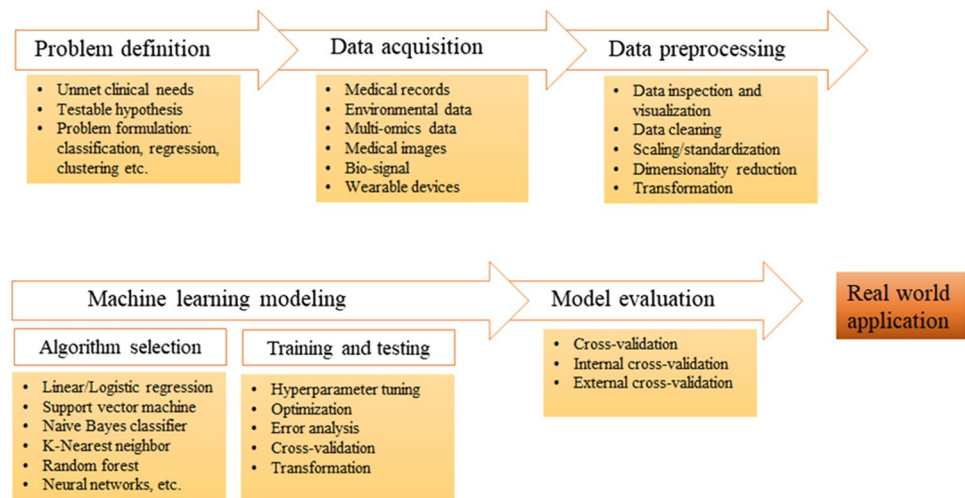 Problem definition
• Unmet clinical needs
• Testable hypothesis
• Problem formulation:
classification, regression,
clustering etc.
Data acquisition
• Medical records
• Environmental data
• Multi-omics data
• Medical images
• Bio-signal
• Wearable devices
Data preprocessing
• Data inspection and
visualization
• Data cleaning
• Scaling/standardization
• Dimensionality reduction
• Transformation
Machine learning modeling
Algorithm selection
• Linear/Logistic regression
• Support vector machine
• Naive Bayes classifier
• K-Nearest neighbor
• Random forest
• Neural networks, etc.
Training and testing
• Hyperparameter tuning
• Optimization
• Error analysis
• Cross-validation
• Transformation
Model evaluation
• Cross-validation
• Internal cross-validation
• External cross-validation
Real world
application